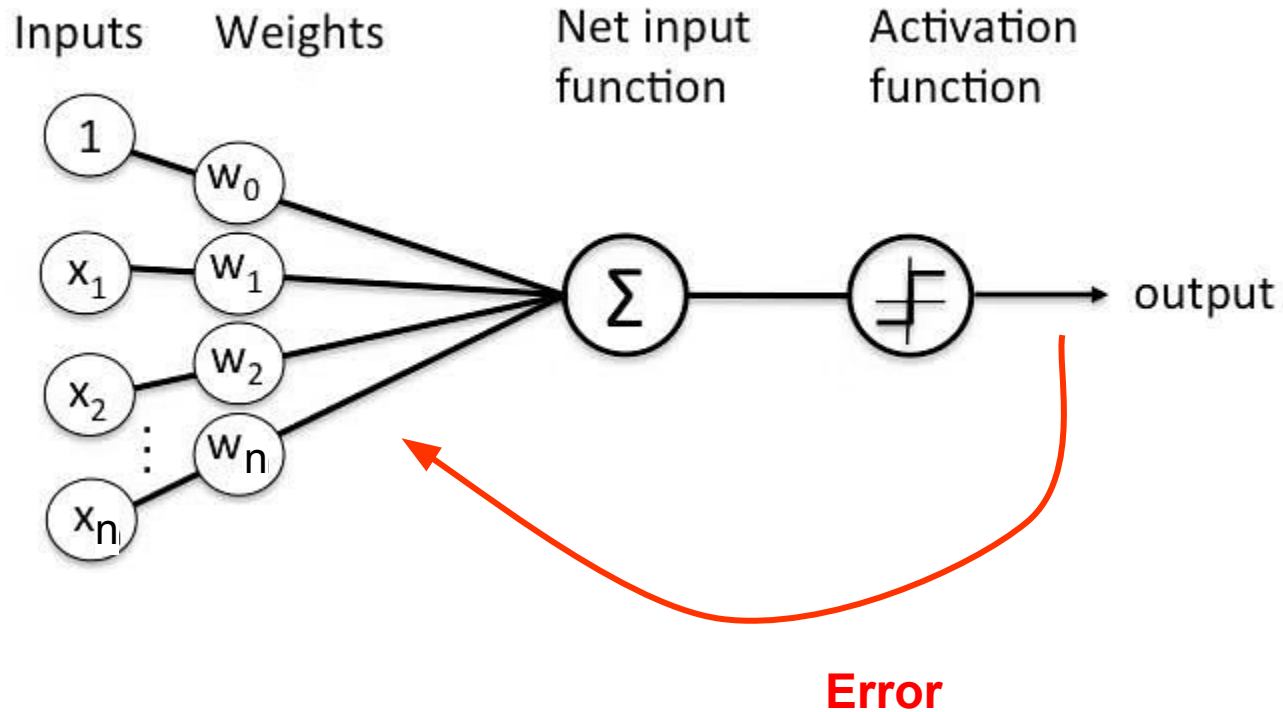 Inputs Weights Net input function Activation function
1
w₀
x₁ w₁
Σ
output
x₂ w₂
⋮
xn wn
Error